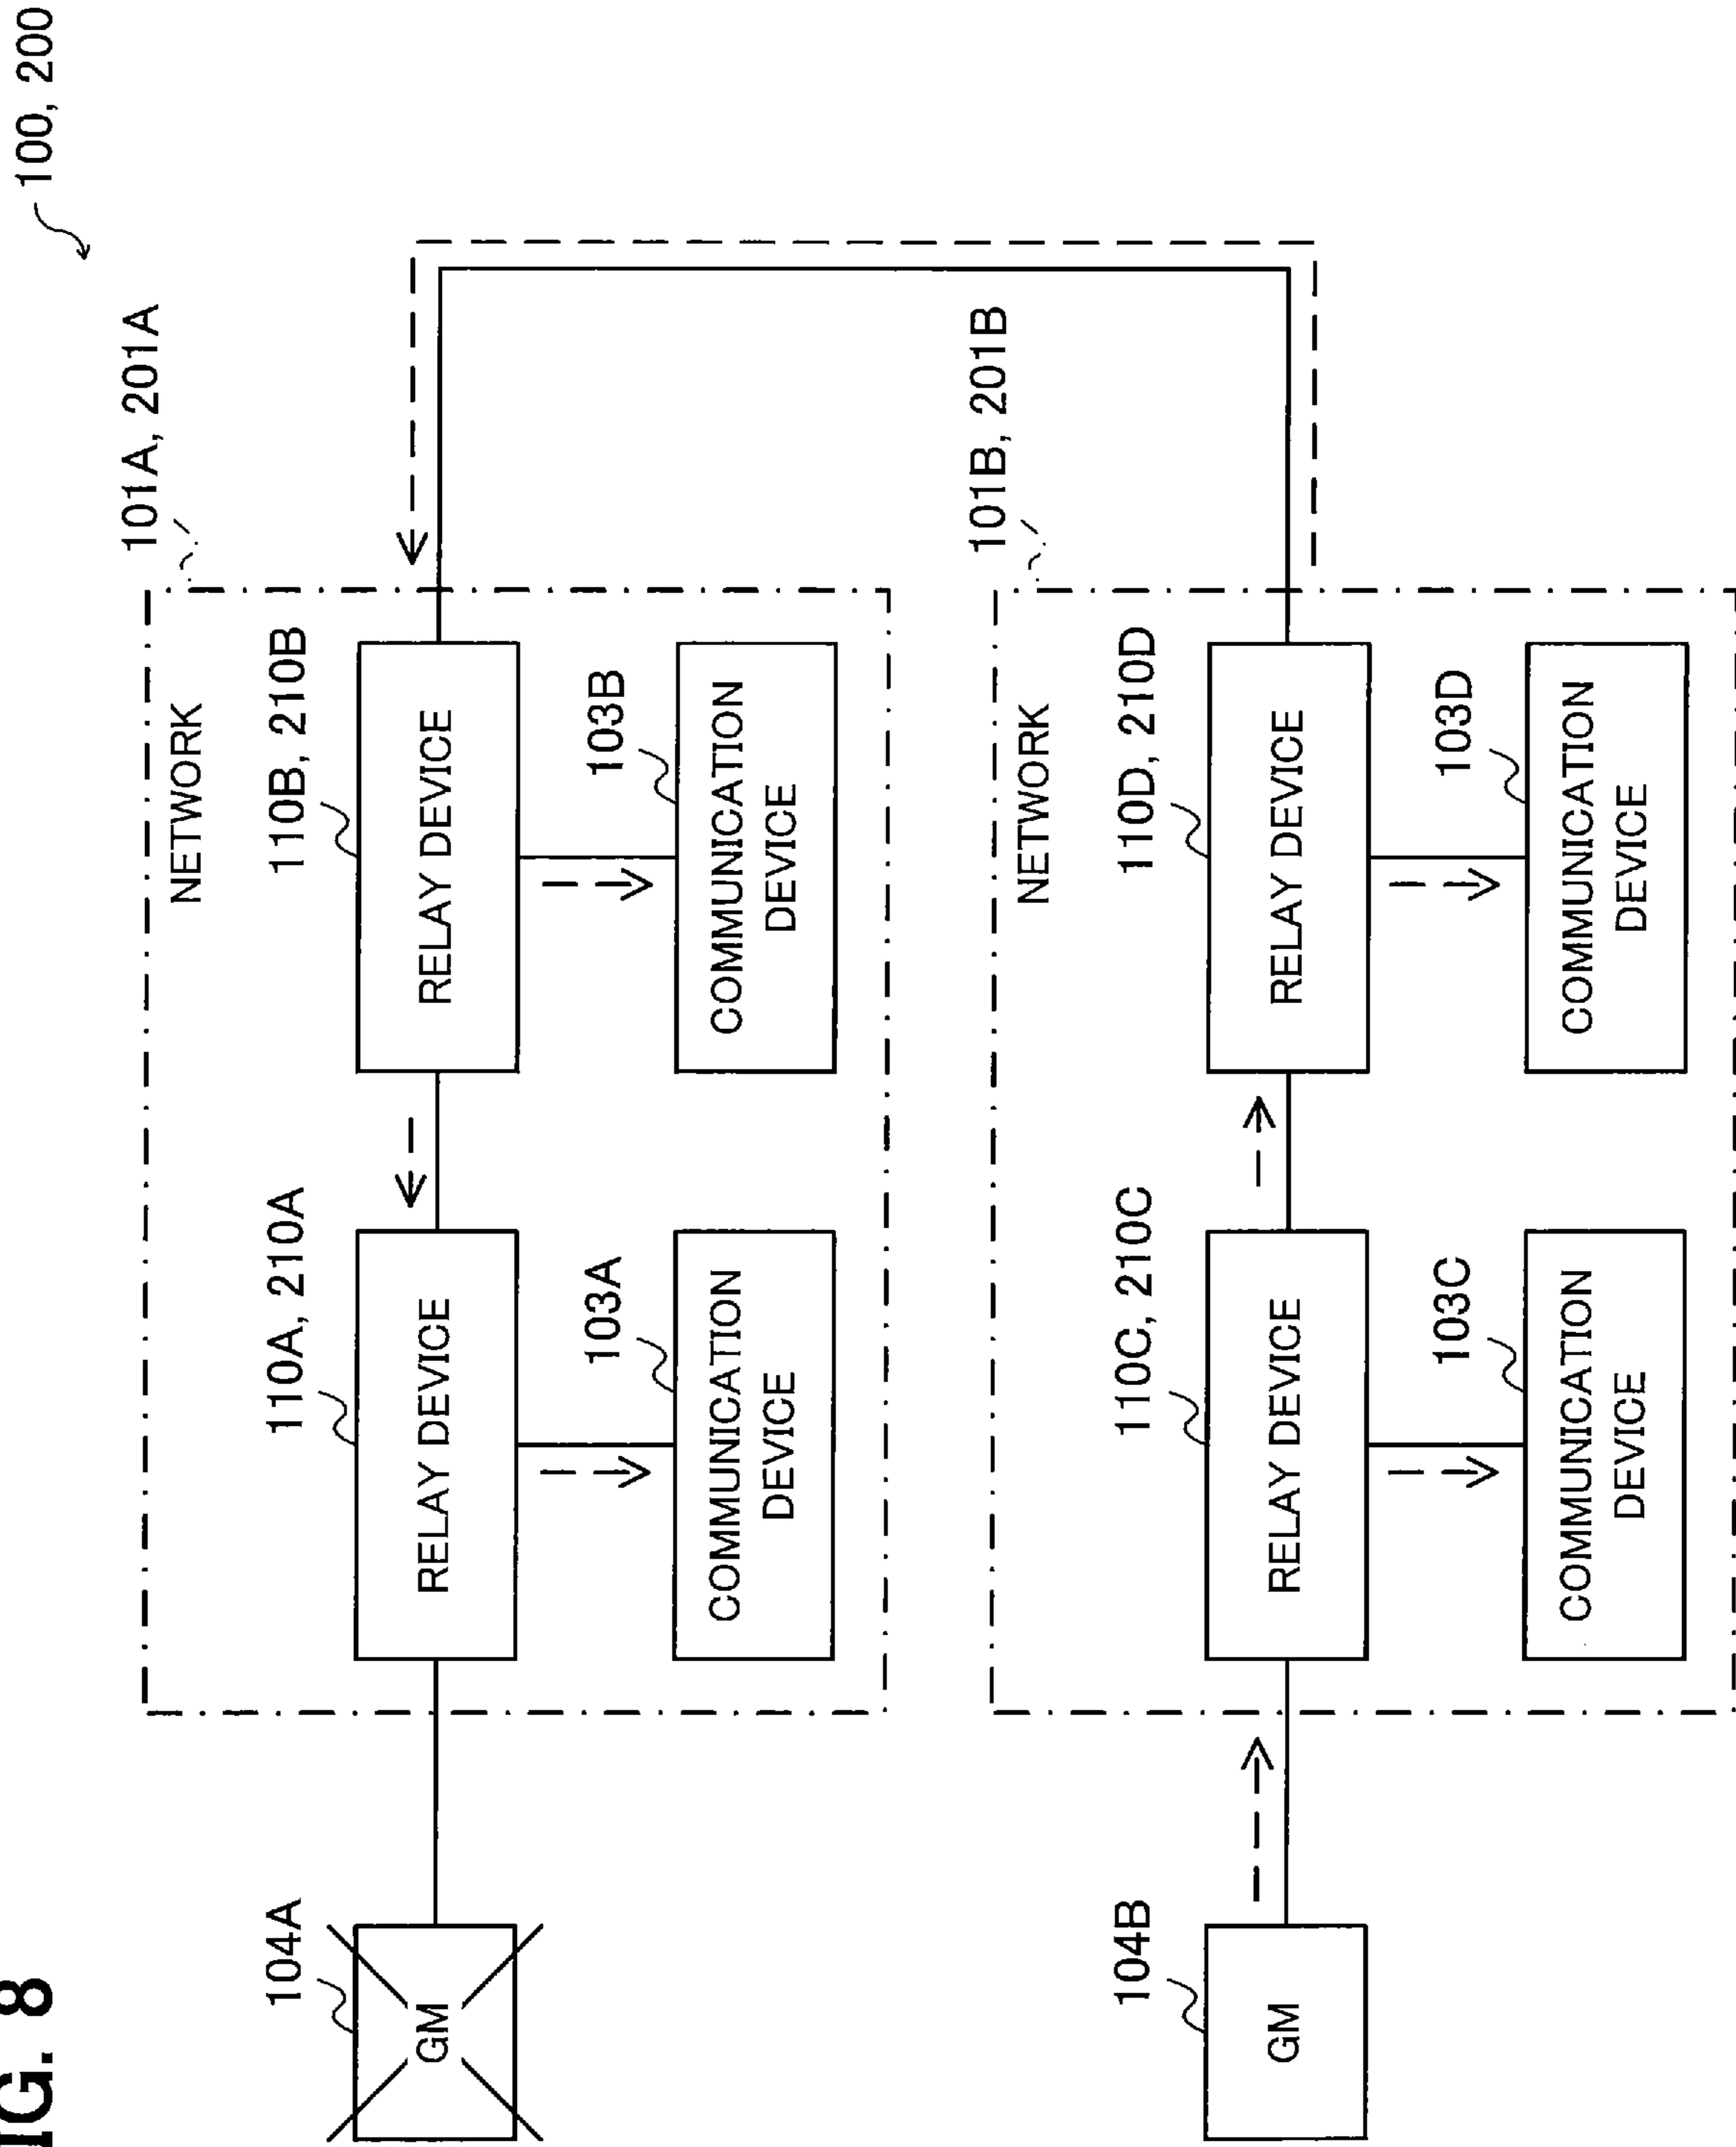 IG. 8
100, 200
101A, 201A
NETWORK
104A
110A, 210A
110B, 210B
GM
RELAY DEVICE
RELAY DEVICE
103A
103B
COMMUNICATION
DEVICE
COMMUNICATION
DEVICE
101B, 201B
NETWORK
104B
110C, 210C
110D, 210D
GM
RELAY DEVICE
RELAY DEVICE
103C
103D
COMMUNICATION
DEVICE
COMMUNICATION
DEVICE